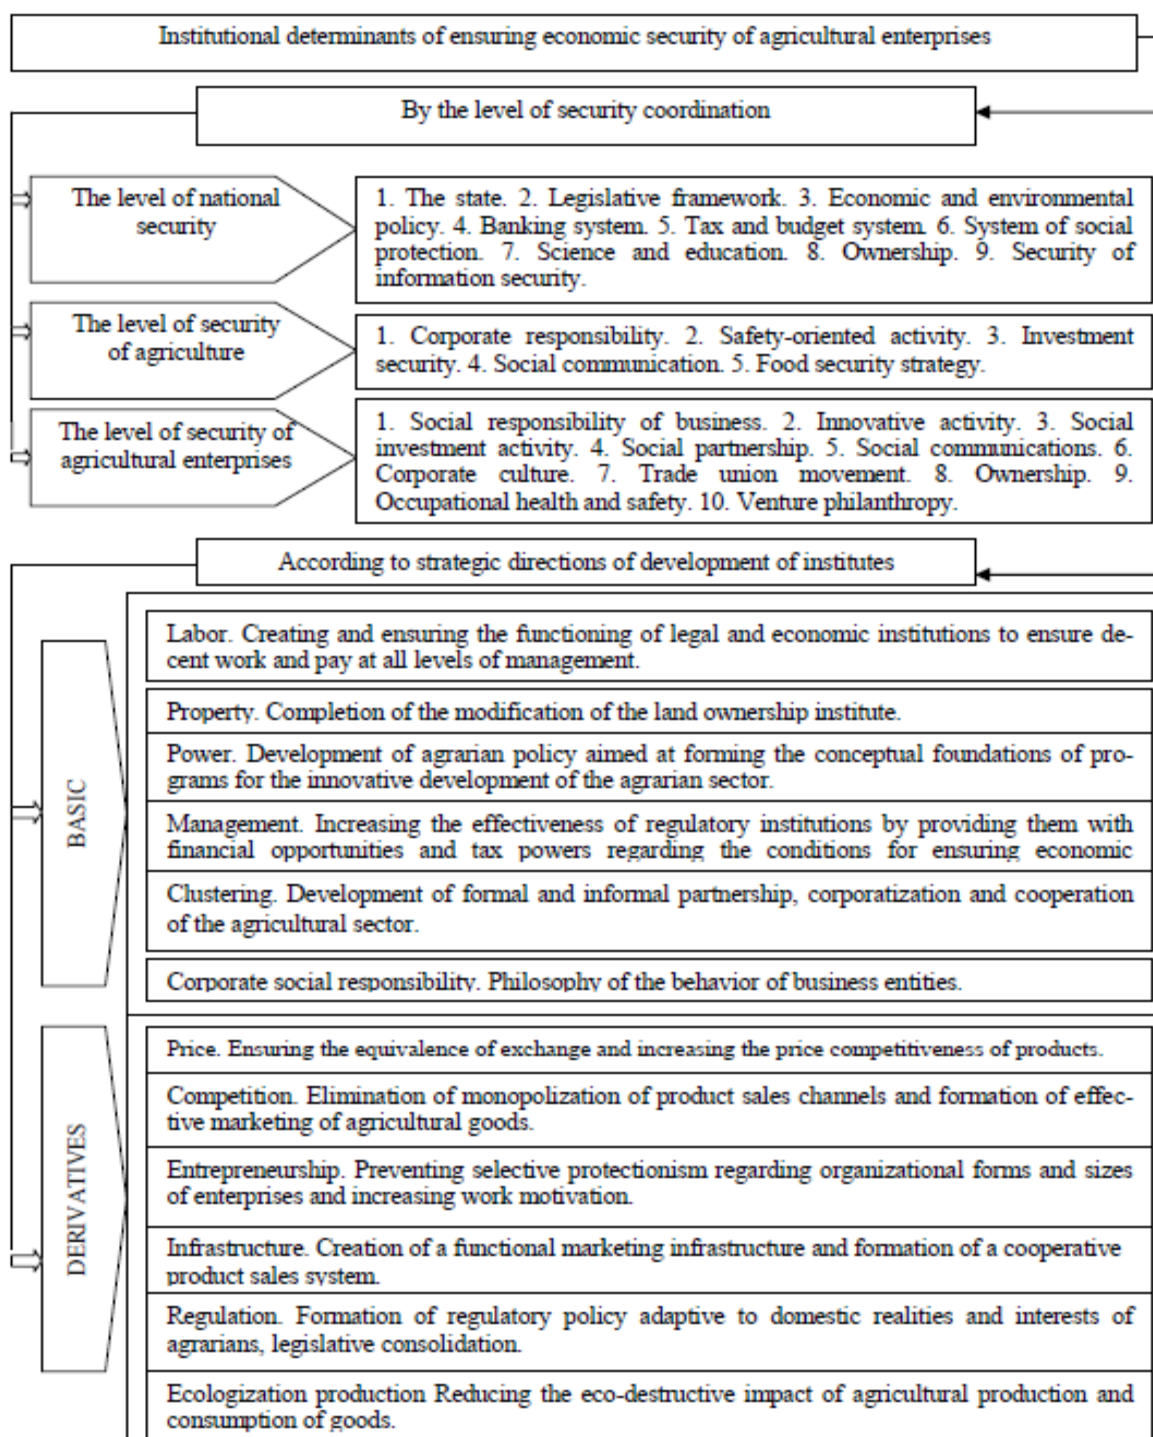 Institutional determinants of ensuring economic security of agricultural enterprises
By the level of security coordination
The level of national
security
1. The state. 2. Legislative framework. 3. Economic and environmental
policy. 4. Banking system. 5. Tax and budget system. 6. System of social
protection. 7. Science and education. 8. Ownership. 9. Security of
information security.
The level of security
of agriculture
1. Corporate responsibility. 2. Safety-oriented activity. 3. Investment
security. 4. Social communication. 5. Food security strategy.
The level of security of
agricultural enterprises
1. Social responsibility of business. 2. Innovative activity. 3. Social
investment activity. 4. Social partnership. 5. Social communications. 6.
Corporate culture. 7. Trade union movement. 8. Ownership. 9.
Occupational health and safety. 10. Venture philanthropy.
According to strategic directions of development of institutes
BASIC
Labor. Creating and ensuring the functioning of legal and economic institutions to ensure de-
cent work and pay at all levels of management.
Property. Completion of the modification of the land ownership institute.
Power. Development of agrarian policy aimed at forming the conceptual foundations of pro-
grams for the innovative development of the agrarian sector.
Management. Increasing the effectiveness of regulatory institutions by providing them with
financial opportunities and tax powers regarding the conditions for ensuring economic
Clustering. Development of formal and informal partnership, corporatization and cooperation
of the agricultural sector.
Corporate social responsibility. Philosophy of the behavior of business entities.
DERIVATIVES
Price. Ensuring the equivalence of exchange and increasing the price competitiveness of products.
Competition. Elimination of monopolization of product sales channels and formation of effec-
tive marketing of agricultural goods.
Entrepreneurship. Preventing selective protectionism regarding organizational forms and sizes
of enterprises and increasing work motivation.
Infrastructure. Creation of a functional marketing infrastructure and formation of a cooperative
product sales system.
Regulation. Formation of regulatory policy adaptive to domestic realities and interests of
agrarians, legislative consolidation.
Ecologization production Reducing the eco-destructive impact of agricultural production and
consumption of goods.